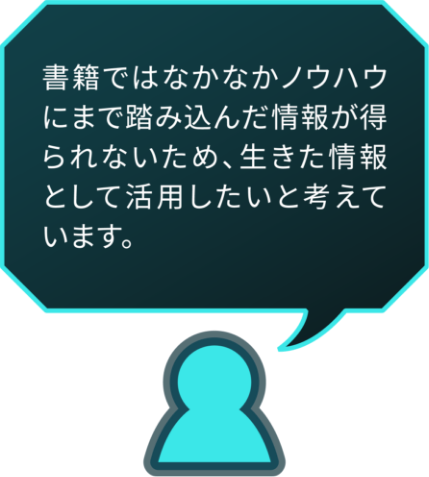 書籍ではなかなかノウハウ
にまで踏み込んだ情報が得
られないため、生きた情報
として活用したいと考えて
います。